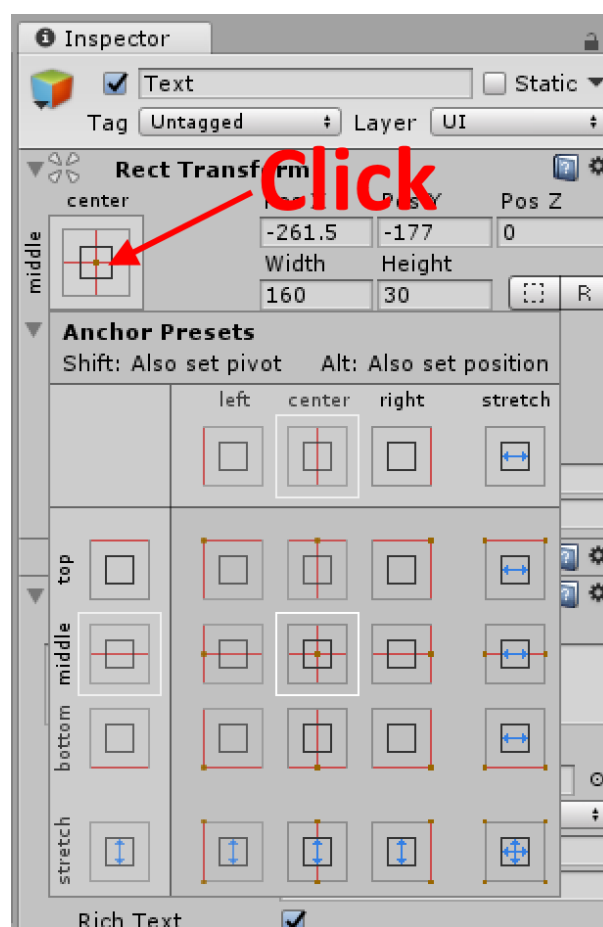 Inspector
Text
Static
Tag Untagged Layer UI
Rect Transform
Click
center Pos X Pos Y Pos Z
middle
-261.5 -177 0
Width Height
160 30 R
Anchor Presets
Shift: Also set pivot Alt: Also set position
left center right stretch
top
middle
bottom
stretch
Rich Text